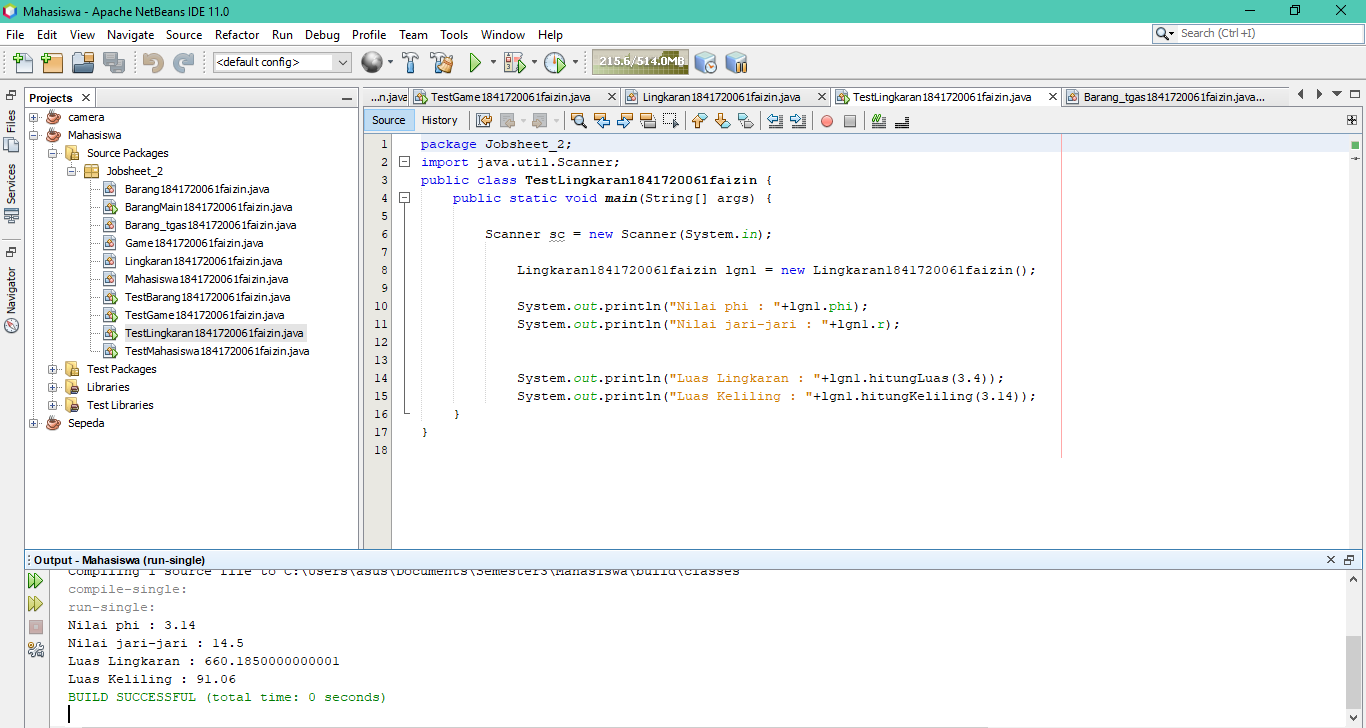 Mahasiswa - Apache NetBeans IDE 11.0
File Edit View Navigate Source Refactor Run Debug Profile Team Tools Window Help
Search (Ctrl+I)
<default config>
215.6/514.0MB
Projects
Files
Services
Navigator
camera
Mahasiswa
Source Packages
Jobsheet_2
Barang1841720061faizin.java
BarangMain1841720061faizin.java
Barang_tgas1841720061faizin.java
Game1841720061faizin.java
Lingkaran1841720061faizin.java
Mahasiswa1841720061faizin.java
TestBarang1841720061faizin.java
TestGame1841720061faizin.java
TestLingkaran1841720061faizin.java
TestMahasiswa1841720061faizin.java
Test Packages
Libraries
Test Libraries
Sepeda
...n.java TestGame1841720061faizin.java Lingkaran1841720061faizin.java TestLingkaran1841720061faizin.java Barang_tgas1841720061faizin.java...
Source History
1 package Jobsheet_2;
2 import java.util.Scanner;
3 public class TestLingkaran1841720061faizin {
4 public static void main(String[] args) {
5
6 Scanner sc = new Scanner(System.in);
7
8 Lingkaran1841720061faizin lgn1 = new Lingkaran1841720061faizin();
9
10 System.out.println("Nilai phi : "+lgn1.phi);
11 System.out.println("Nilai jari-jari : "+lgn1.r);
12
13
14 System.out.println("Luas Lingkaran : "+lgn1.hitungLuas(3.4));
15 System.out.println("Luas Keliling : "+lgn1.hitungKeliling(3.14));
16 }
17 }
18
Output - Mahasiswa (run-single)
Compiling 1 source file to C:\Users\asus\Documents\Semester3\Mahasiswa\build\classes
compile-single:
run-single:
Nilai phi : 3.14
Nilai jari-jari : 14.5
Luas Lingkaran : 660.1850000000001
Luas Keliling : 91.06
BUILD SUCCESSFUL (total time: 0 seconds)